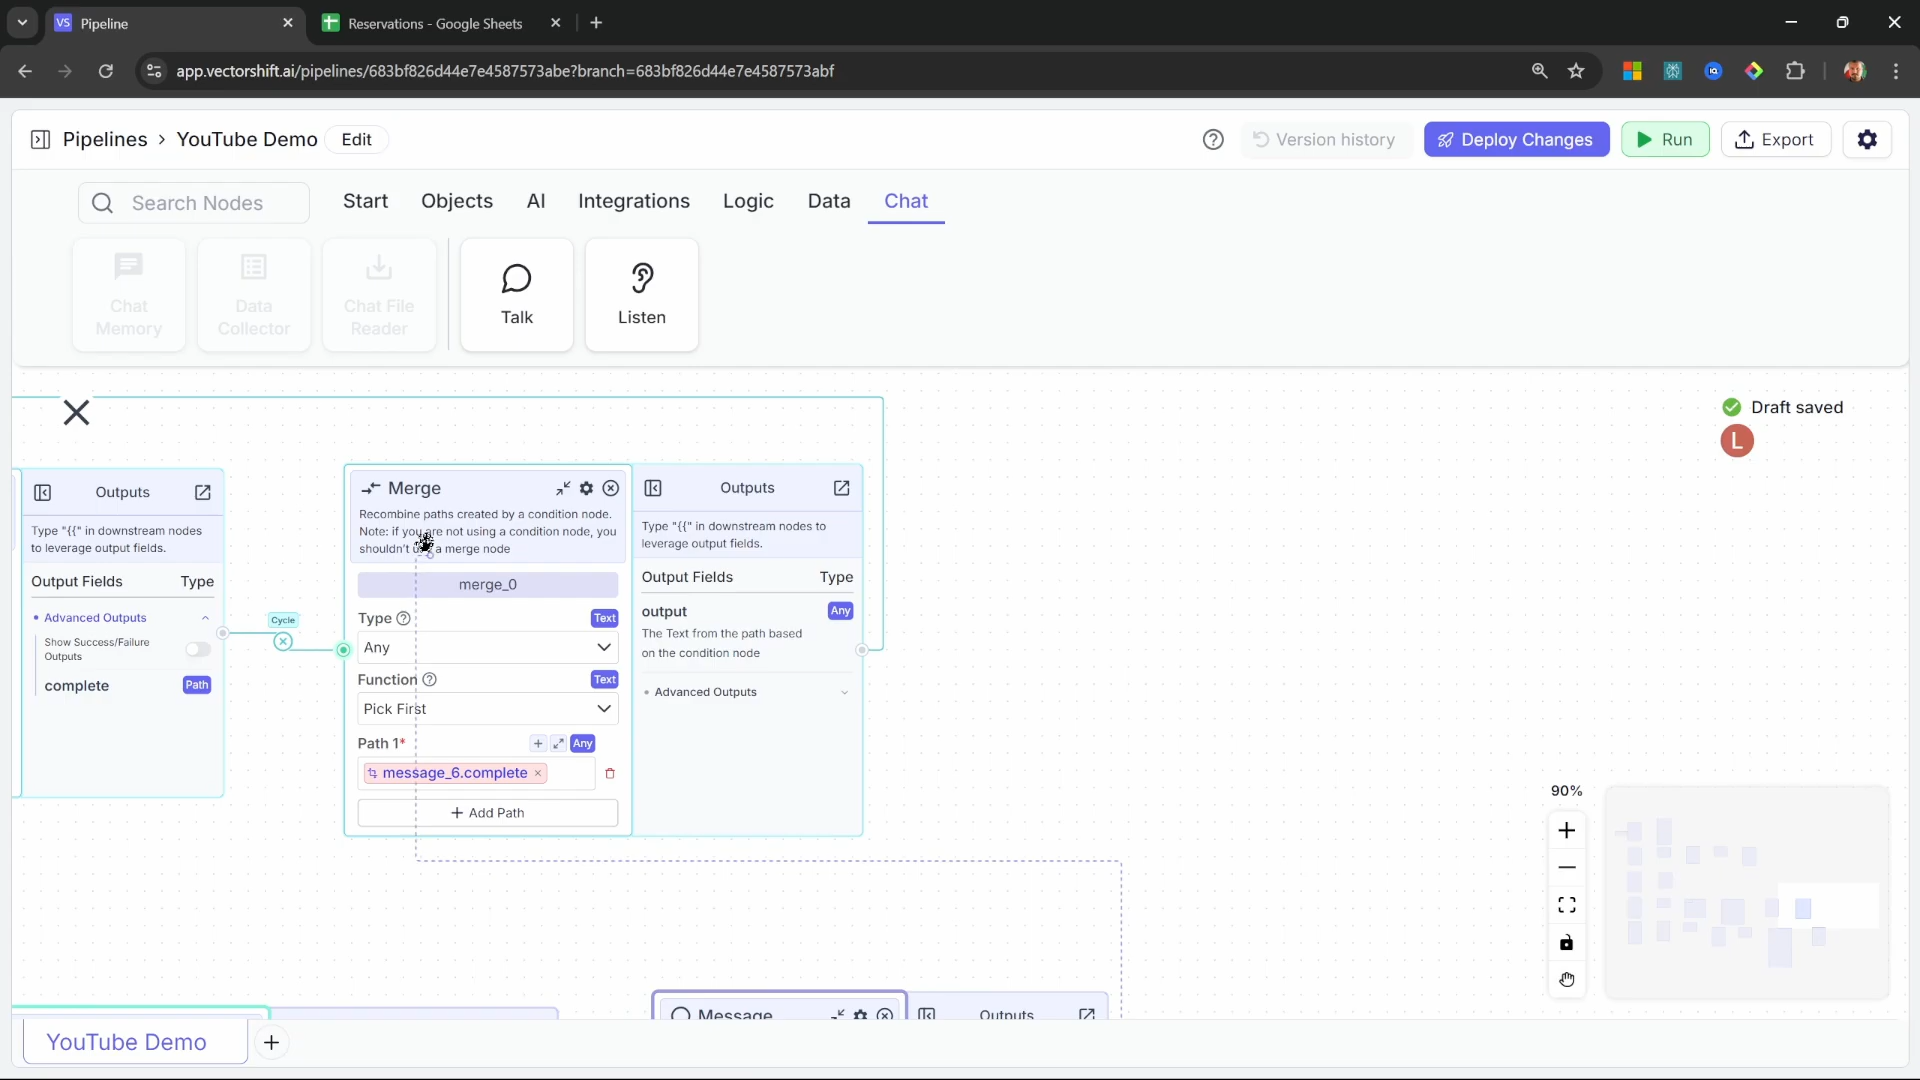 VS Pipeline
Reservations - Google Sheets
app.vectorshift.ai/pipelines/683bf826d44e7e4587573abe?branch=683bf826d44e7e4587573abf
Pipelines > YouTube Demo Edit
Version history
Deploy Changes
Run
Export
Search Nodes
Start Objects AI Integrations Logic Data Chat
Chat
Memory
Data
Collector
Chat File
Reader
Talk
Listen
Draft saved
L
Outputs
Type "{{" in downstream nodes
to leverage output fields.
Output Fields Type
Advanced Outputs
Show Success/Failure
Outputs
complete Path
Cycle
Merge
Recombine paths created by a condition node.
Note: if you are not using a condition node, you
shouldn't a merge node
merge_0
Type Text
Any
Function Text
Pick First
Path 1* Any
message_6.complete
+ Add Path
Outputs
Type "{{" in downstream nodes to
leverage output fields.
Output Fields Type
output Any
The Text from the path based
on the condition node
Advanced Outputs
90%
Message
Outputs
YouTube Demo